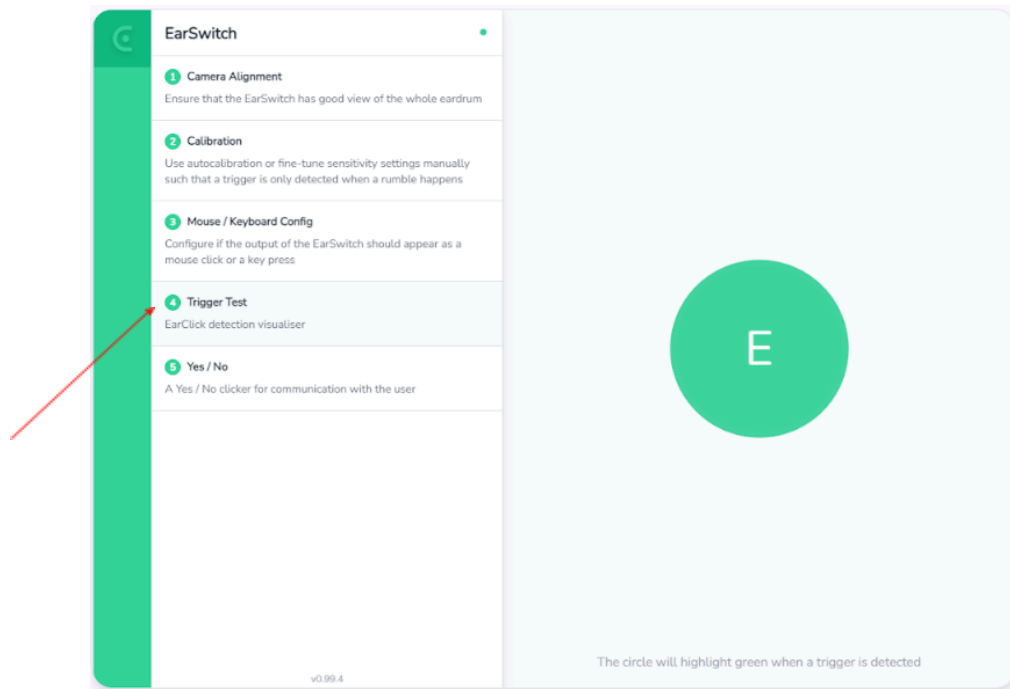 EarSwitch
1 Camera Alignment
Ensure that the EarSwitch has good view of the whole eardrum
2 Calibration
Use autocalibration or fine-tune sensitivity settings manually
such that a trigger is only detected when a rumble happens
3 Mouse / Keyboard Config
Configure if the output of the EarSwitch should appear as a
mouse click or a key press
4 Trigger Test
EarClick detection visualiser
5 Yes / No
A Yes / No clicker for communication with the user
E
The circle will highlight green when a trigger is detected
v0.99.4